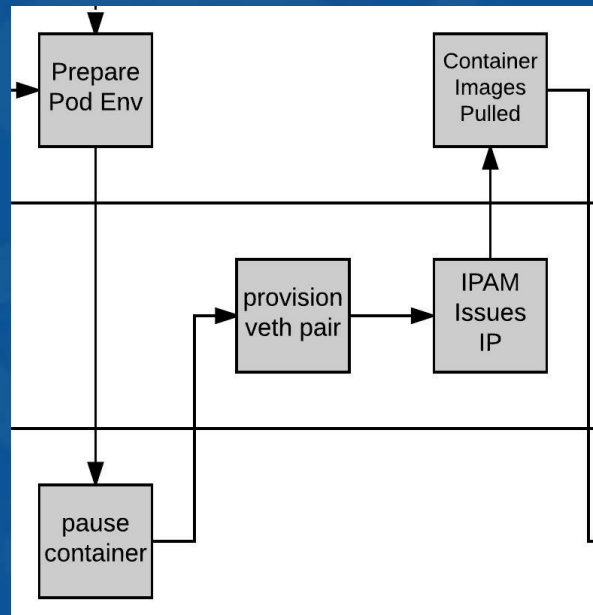 Prepare
Pod Env
Container
Images
Pulled
provision
veth pair
IPAM
Issues
IP
pause
container